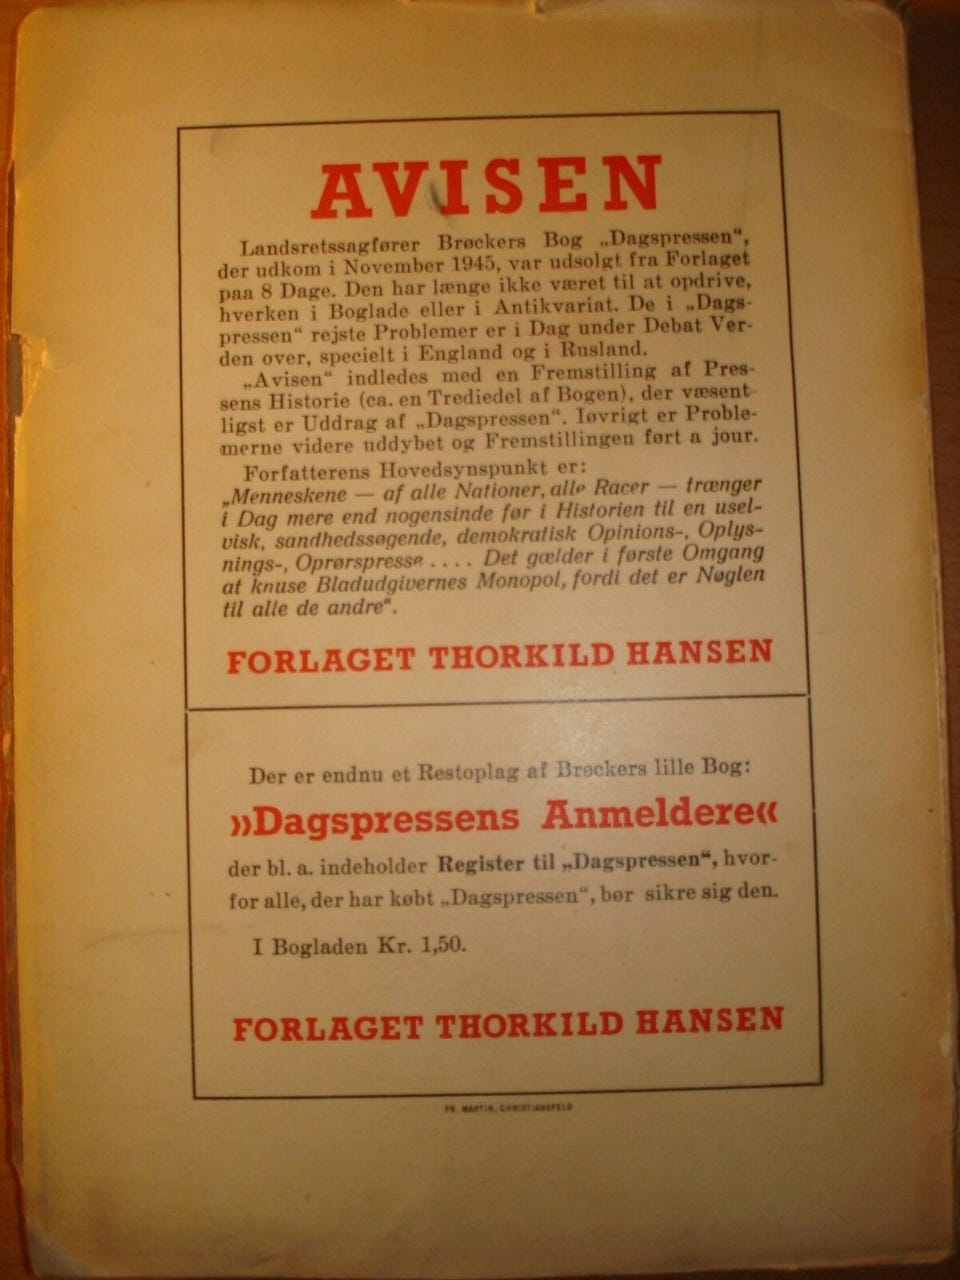 AVISEN
Landsretssagfører Brøckers Bog „Dagspressen“,
der udkom i November 1945, var udsolgt fra Forlaget
paa 8 Dage. Den har længe ikke været til at opdrive,
hverken i Boglade eller i Antikvariat. De i „Dags-
pressen“ rejste Problemer er i Dag under Debat Ver-
den over, specielt i England og i Rusland.
„Avisen“ indledes med en Fremstilling af Pres-
sens Historie (ca. en Trediedel af Bogen), der væsent-
ligst er Uddrag af „Dagspressen“. Iøvrigt er Proble-
merne videre uddybet og Fremstillingen ført a jour.
Forfatterens Hovedsynspunkt er:
„Menneskene — af alle Nationer, alle Racer — trænger
i Dag mere end nogensinde før i Historien til en usel-
visk, sandhedssøgende, demokratisk Opinions-, Oplys-
nings-, Oprørspresse .... Det gælder i første Omgang
at knuse Bladudgivernes Monopol, fordi det er Nøglen
til alle de andre“.
FORLAGET THORKILD HANSEN
Der er endnu et Restoplag af Brøckers lille Bog:
»Dagspressens Anmeldere«
der bl. a. indeholder Register til „Dagspressen“, hvor-
for alle, der har købt „Dagspressen“, bør sikre sig den.
I Bogladen Kr. 1,50.
FORLAGET THORKILD HANSEN
FR. MARTIN, CHRISTIANSFELD